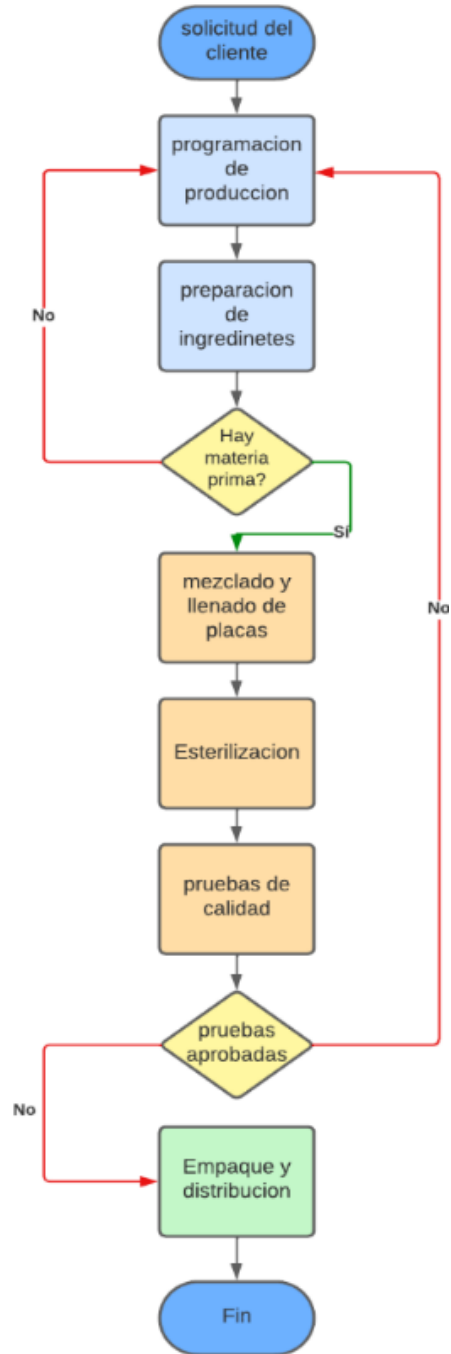 solicitud del
cliente
programacion
de
produccion
No
preparacion
de
ingredinetes
Hay
materia
prima?
Sí
mezclado y
llenado de
placas
No
Esterilizacion
pruebas de
calidad
pruebas
aprobadas
No
Empaque y
distribucion
Fin